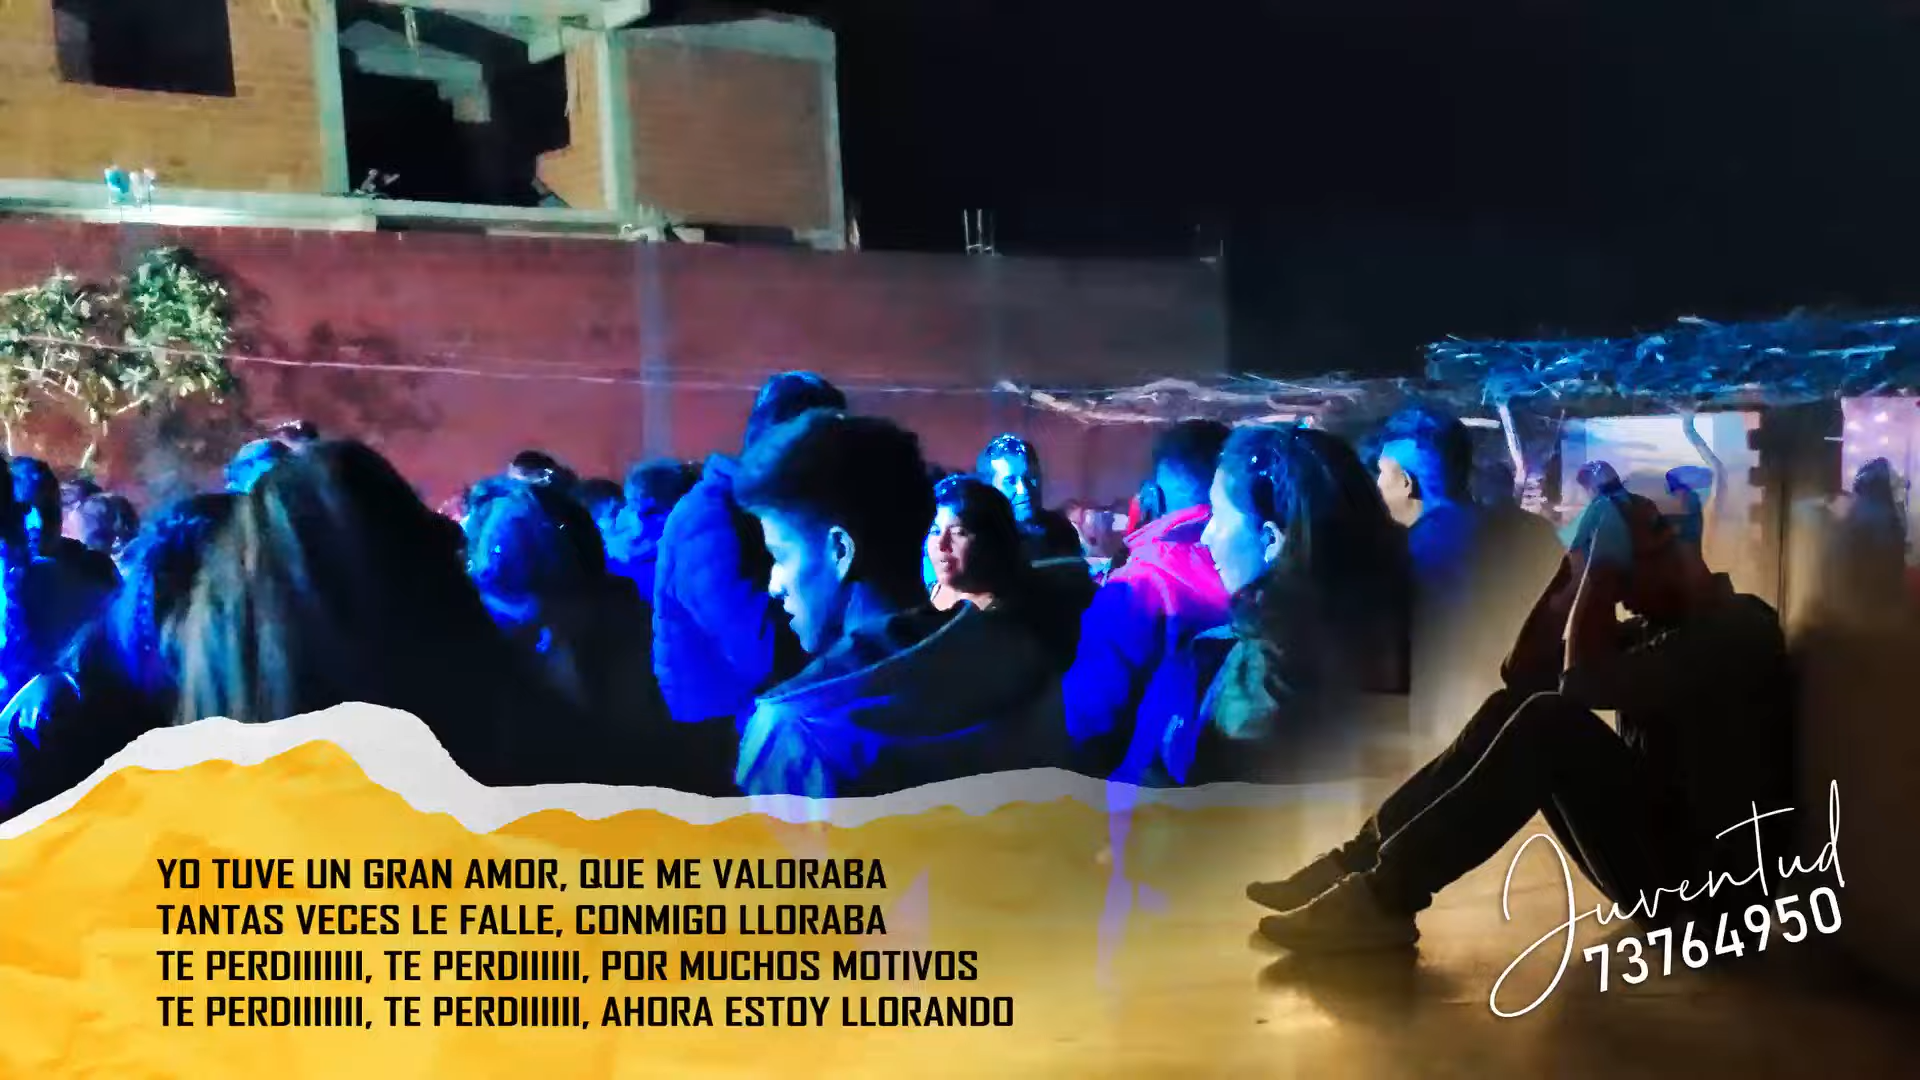 YO TUVE UN GRAN AMOR, QUE ME VALORABA
TANTAS VECES LE FALLE, CONMIGO LLORABA
TE PERDIIIIIII, TE PERDIIIIII, POR MUCHOS MOTIVOS
TE PERDIIIIIII, TE PERDIIIIII, AHORA ESTOY LLORANDO
Juventud
73764950